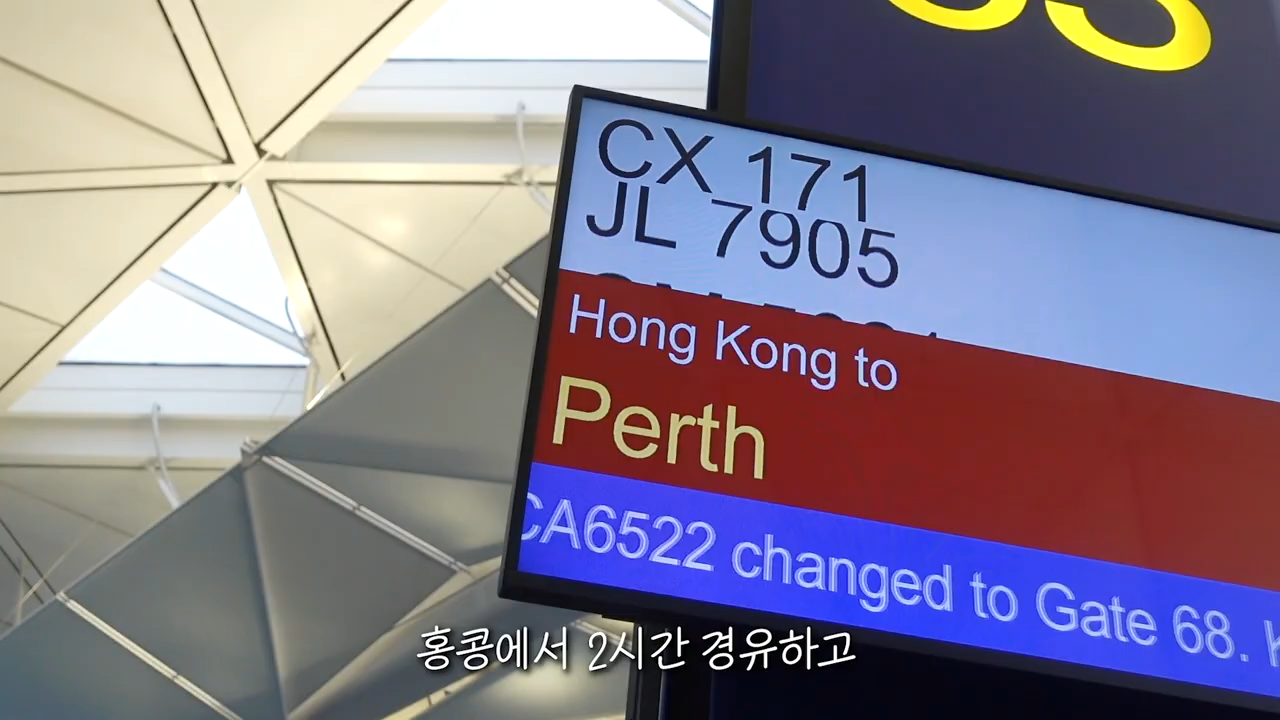 CX 171
JL 7905
Hong Kong to
Perth
CA6522 changed to Gate 68.
홍콩에서 2시간 경유하고